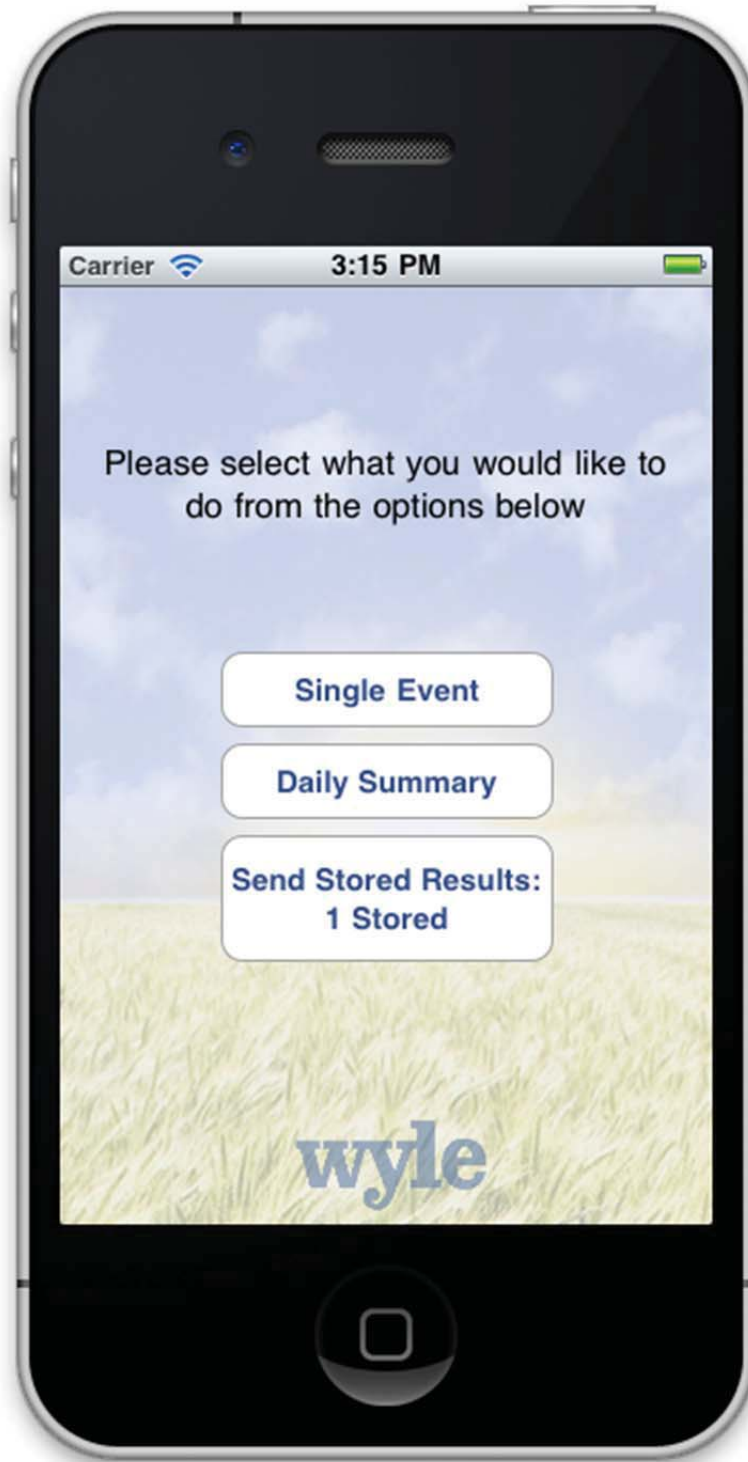 Carrier 3:15 PM
Please select what you would like to
do from the options below
Single Event
Daily Summary
Send Stored Results:
1 Stored
wyle